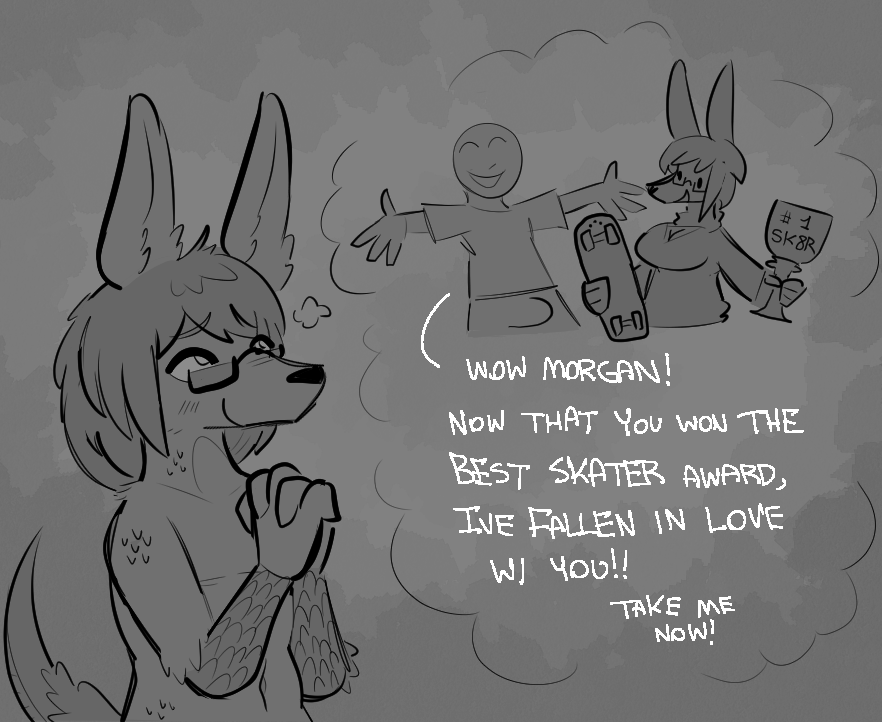 # 1
SK8R
WOW MORGAN!
NOW THAT YOU WON THE
BEST SKATER AWARD,
IVE FALLEN IN LOVE
W/ YOU!!
TAKE ME
NOW!